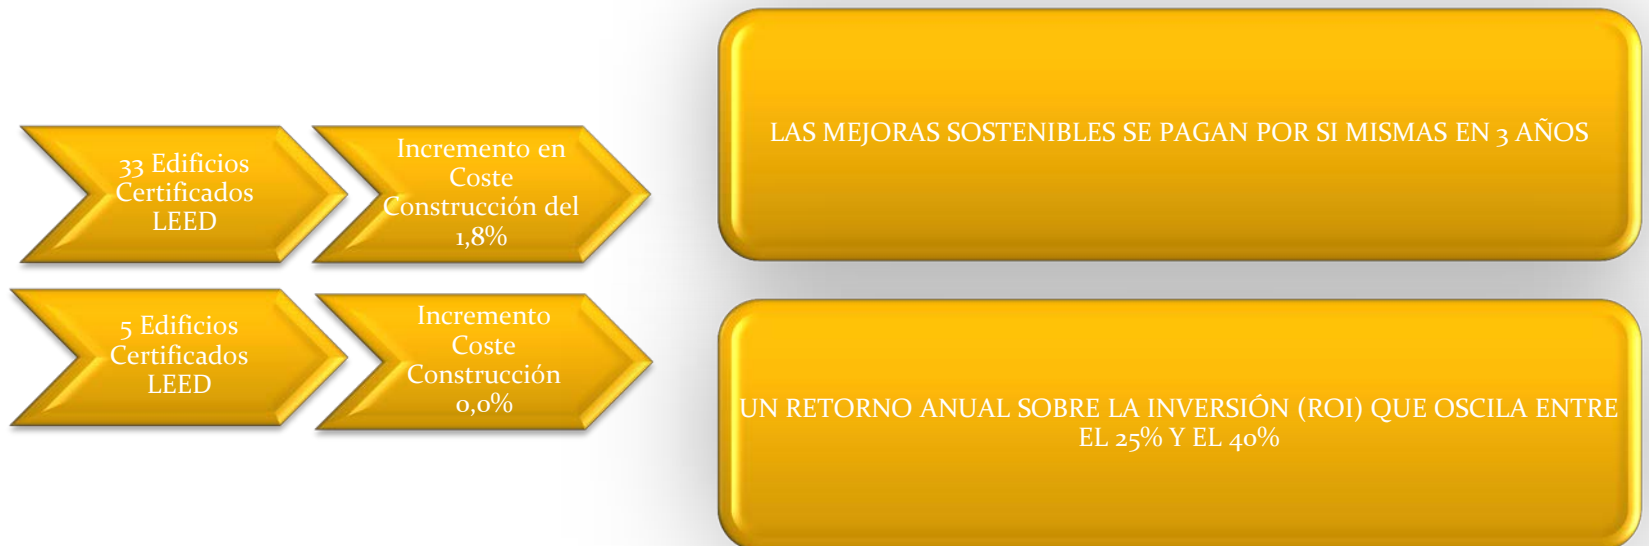 33 Edificios
Certificados
LEED
Incremento en
Coste
Construcción del
1,8%
5 Edificios
Certificados
LEED
Incremento
Coste
Construcción
0,0%
LAS MEJORAS SOSTENIBLES SE PAGAN POR SI MISMAS EN 3 AÑOS
UN RETORNO ANUAL SOBRE LA INVERSIÓN (ROI) QUE OSCILA ENTRE
EL 25% Y EL 40%